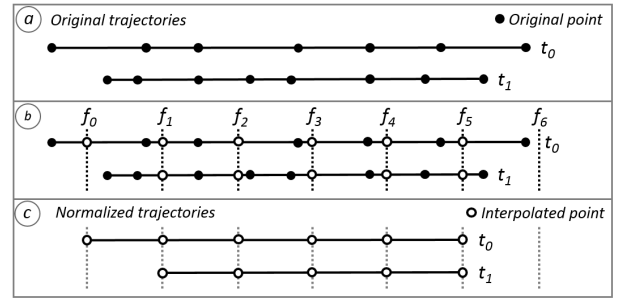 a Original trajectories Original point
t0
t1
b f0 f1 f2 f3 f4 f5 f6
t0
t1
c Normalized trajectories Interpolated point
t0
t1